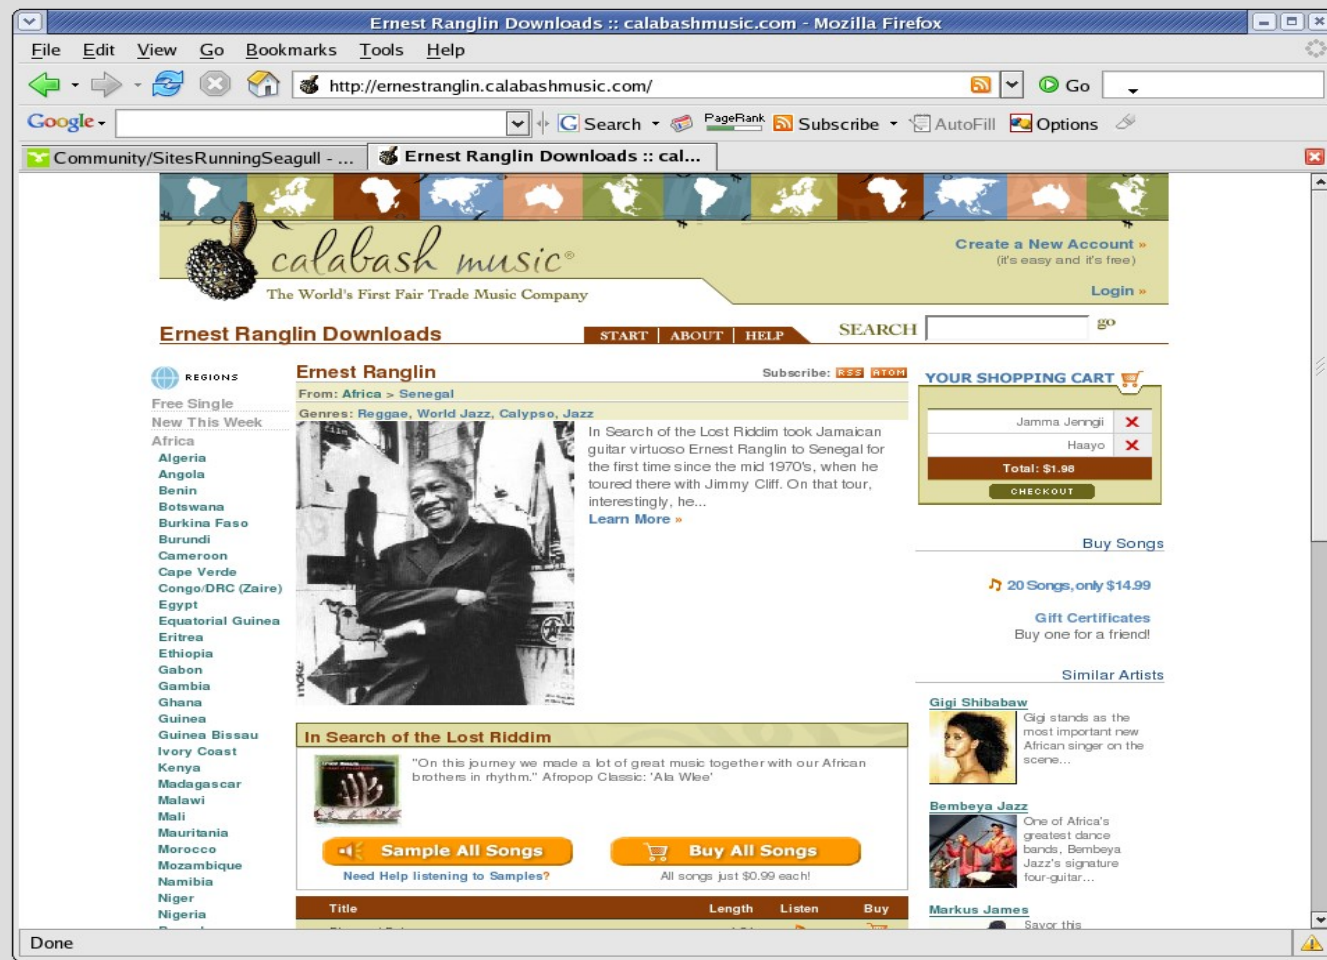 Ernest Ranglin Downloads :: calabashmusic.com - Mozilla Firefox
File Edit View Go Bookmarks Tools Help
http://ernestranglin.calabashmusic.com/
Go
Google
Search
PageRank
Subscribe
AutoFill
Options
Community/SitesRunningSeagull - ...
Ernest Ranglin Downloads :: cal...
calabash music®
The World's First Fair Trade Music Company
Create a New Account »
(it's easy and it's free)
Login »
Ernest Ranglin Downloads
START | ABOUT | HELP
SEARCH
go
REGIONS
Free Single
New This Week
Africa
Algeria
Angola
Benin
Botswana
Burkina Faso
Burundi
Cameroon
Cape Verde
Congo/DRC (Zaire)
Egypt
Equatorial Guinea
Eritrea
Ethiopia
Gabon
Gambia
Ghana
Guinea
Guinea Bissau
Ivory Coast
Kenya
Madagascar
Malawi
Mali
Mauritania
Morocco
Mozambique
Namibia
Niger
Nigeria
Ernest Ranglin
Subscribe: RSS ATOM
From: Africa > Senegal
Genres: Reggae, World Jazz, Calypso, Jazz
In Search of the Lost Riddim took Jamaican
guitar virtuoso Ernest Ranglin to Senegal for
the first time since the mid 1970's, when he
toured there with Jimmy Cliff. On that tour,
interestingly, he...
Learn More »
In Search of the Lost Riddim
"On this journey we made a lot of great music together with our African
brothers in rhythm." Afropop Classic: 'Ala Wlee'
Sample All Songs
Buy All Songs
Need Help listening to Samples?
All songs just $0.99 each!
Title Length Listen Buy
YOUR SHOPPING CART
Jamma Jenngii
Haayo
Total: $1.98
CHECKOUT
Buy Songs
20 Songs, only $14.99
Gift Certificates
Buy one for a friend!
Similar Artists
Gigi Shibabaw
Gigi stands as the
most important new
African singer on the
scene...
Bembeya Jazz
One of Africa's
greatest dance
bands, Bembeya
Jazz's signature
four-guitar...
Markus James
Savor this
Done